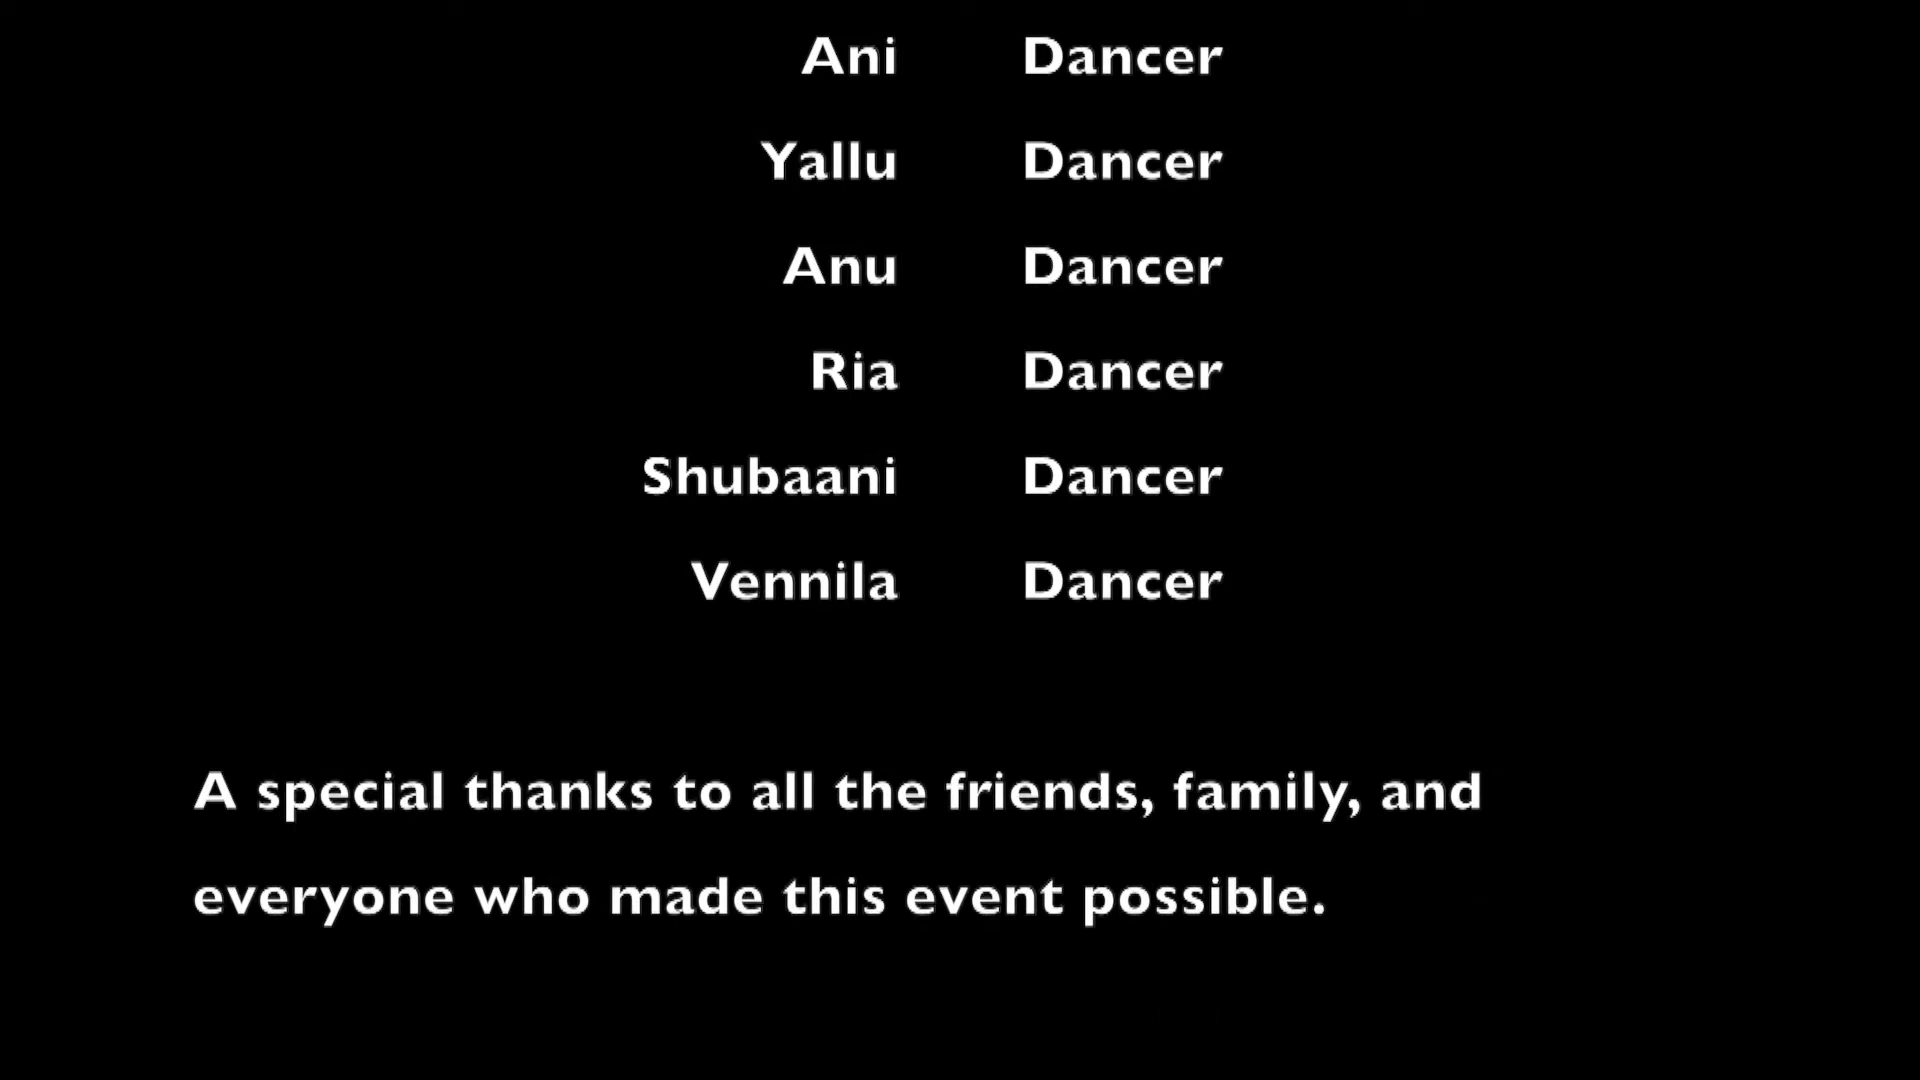 Ani Dancer
Yallu Dancer
Anu Dancer
Ria Dancer
Shubaani Dancer
Vennila Dancer
A special thanks to all the friends, family, and
everyone who made this event possible.